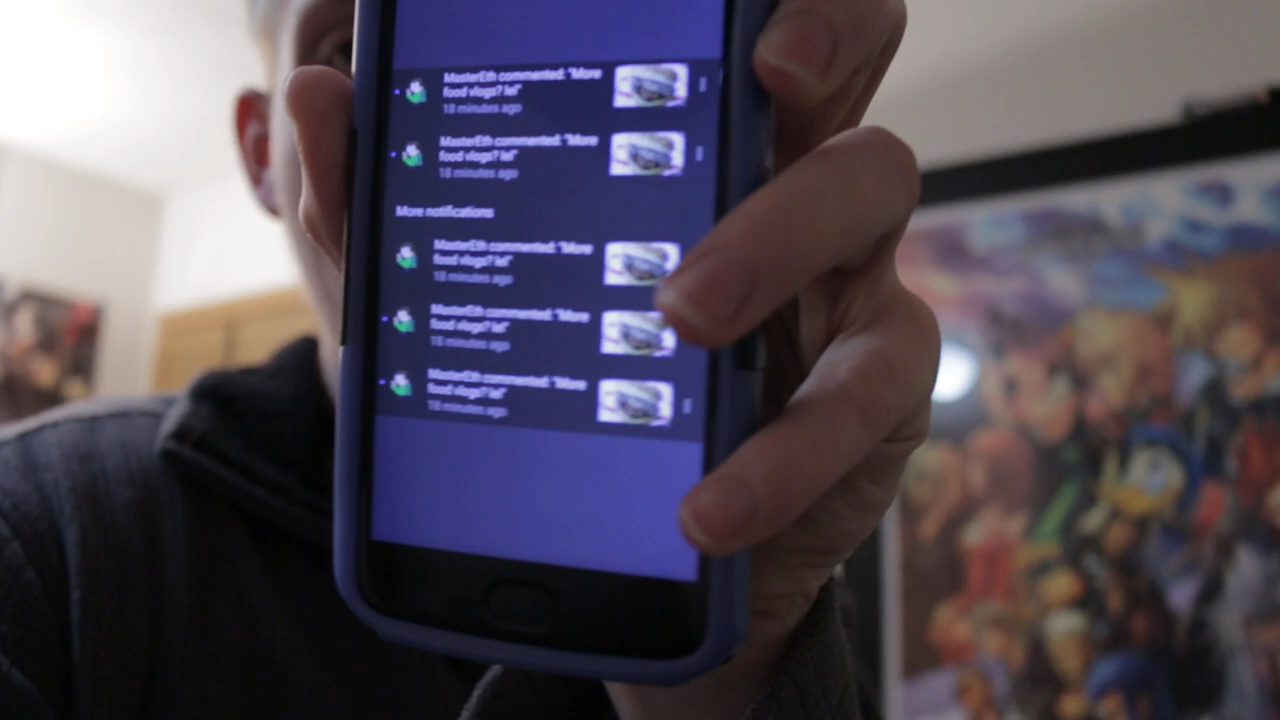 MasterEth commented: "More
food vlogs? lel"
18 minutes ago
MasterEth commented: "More
food vlogs? lel"
18 minutes ago
More notifications
MasterEth commented: "More
food vlogs? lel"
18 minutes ago
MasterEth commented: "More
food vlogs? lel"
18 minutes ago
MasterEth commented: "More
food vlogs? lel"
18 minutes ago